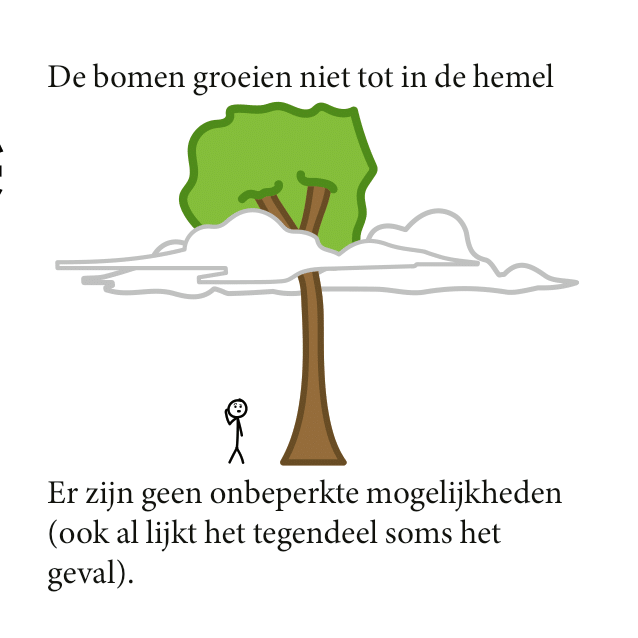 De bomen groeien niet tot in de hemel
Er zijn geen onbeperkte mogelijkheden
(ook al lijkt het tegendeel soms het
geval).